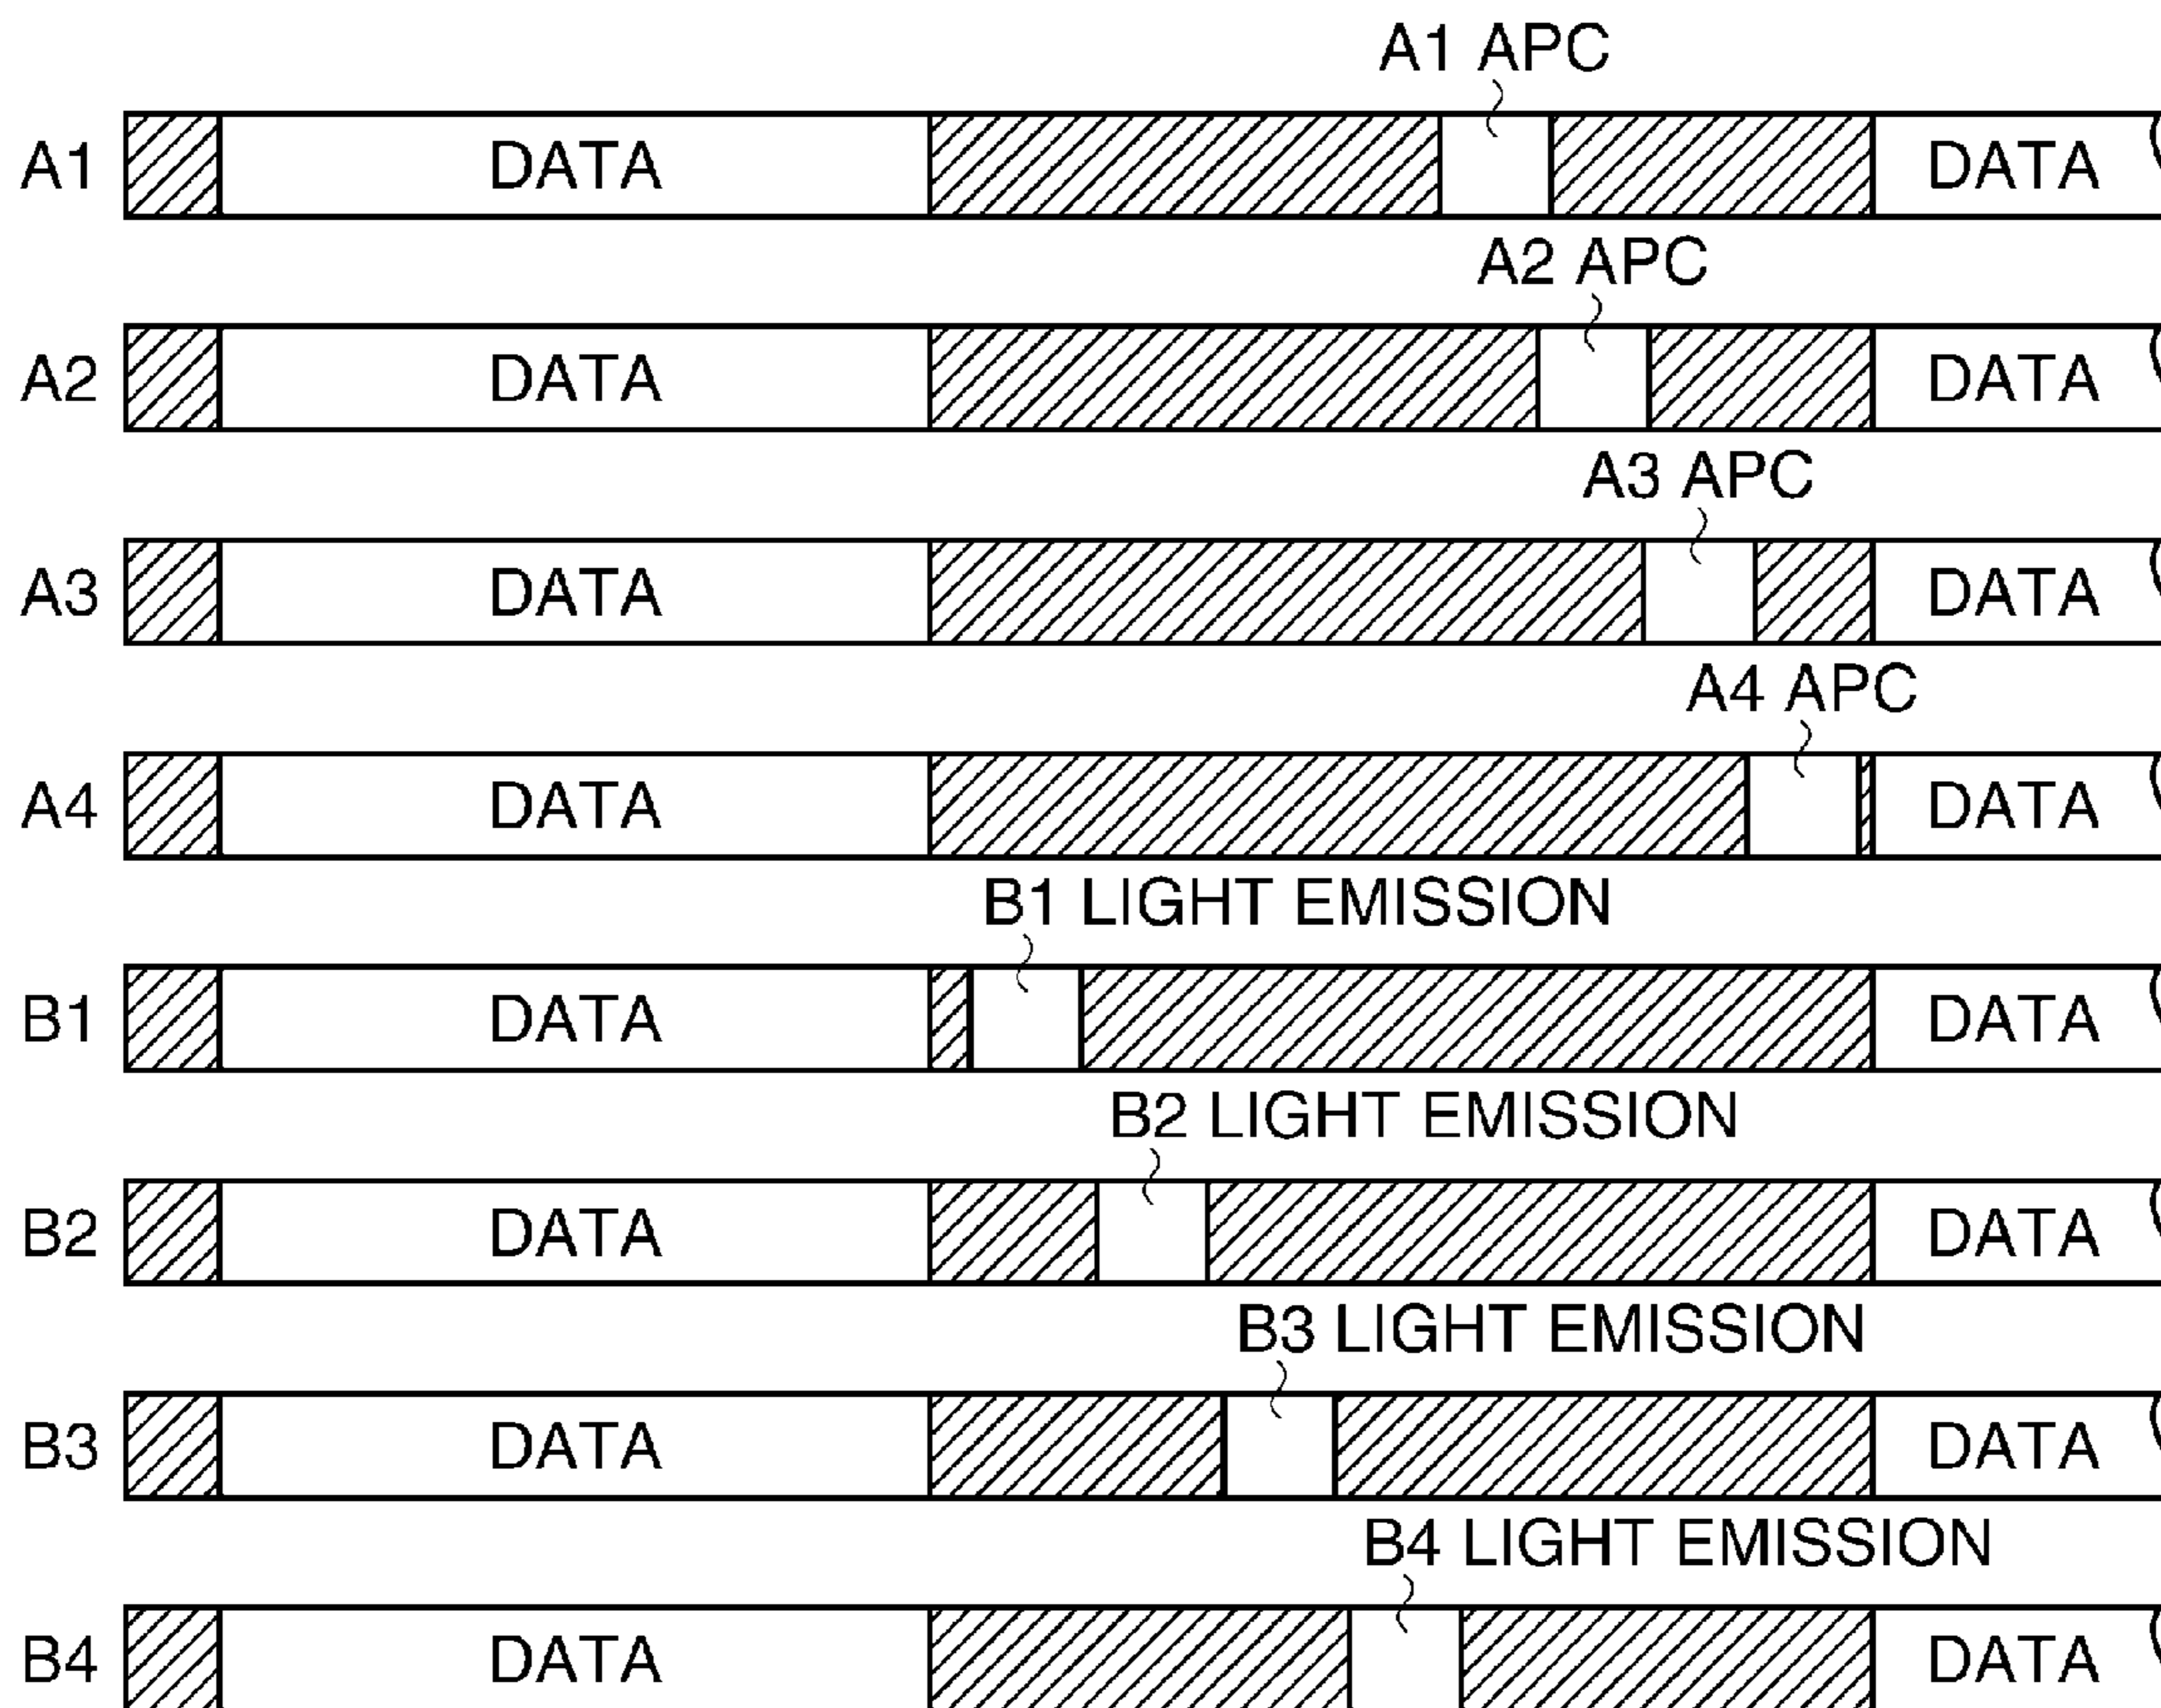 A1 APC
A1 DATA DATA
A2 APC
A2 DATA DATA
A3 APC
A3 DATA DATA
A4 APC
A4 DATA DATA
B1 LIGHT EMISSION
B1 DATA DATA
B2 LIGHT EMISSION
B2 DATA DATA
B3 LIGHT EMISSION
B3 DATA DATA
B4 LIGHT EMISSION
B4 DATA DATA